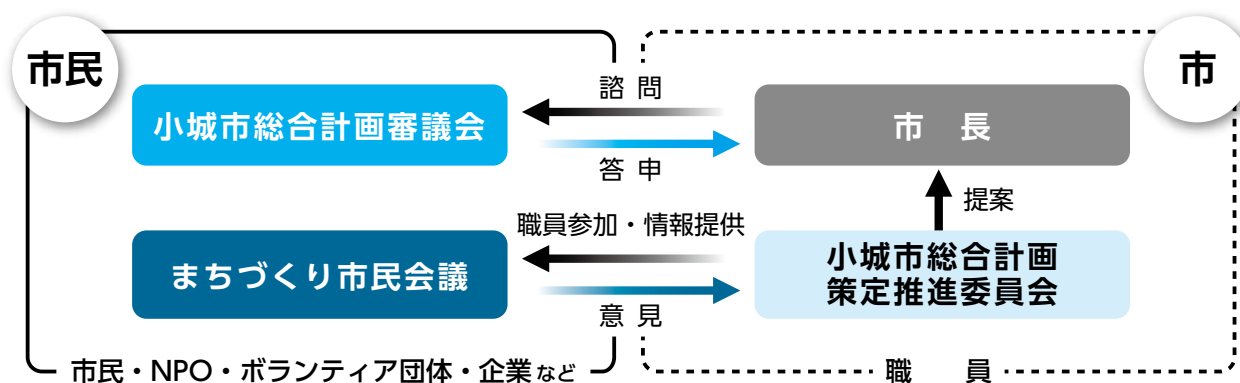 市民
市
小城市総合計画審議会
諮問
答申
市　長
提案
まちづくり市民会議
職員参加・情報提供
意見
小城市総合計画
策定推進委員会
市民・NPO・ボランティア団体・企業など
職　員